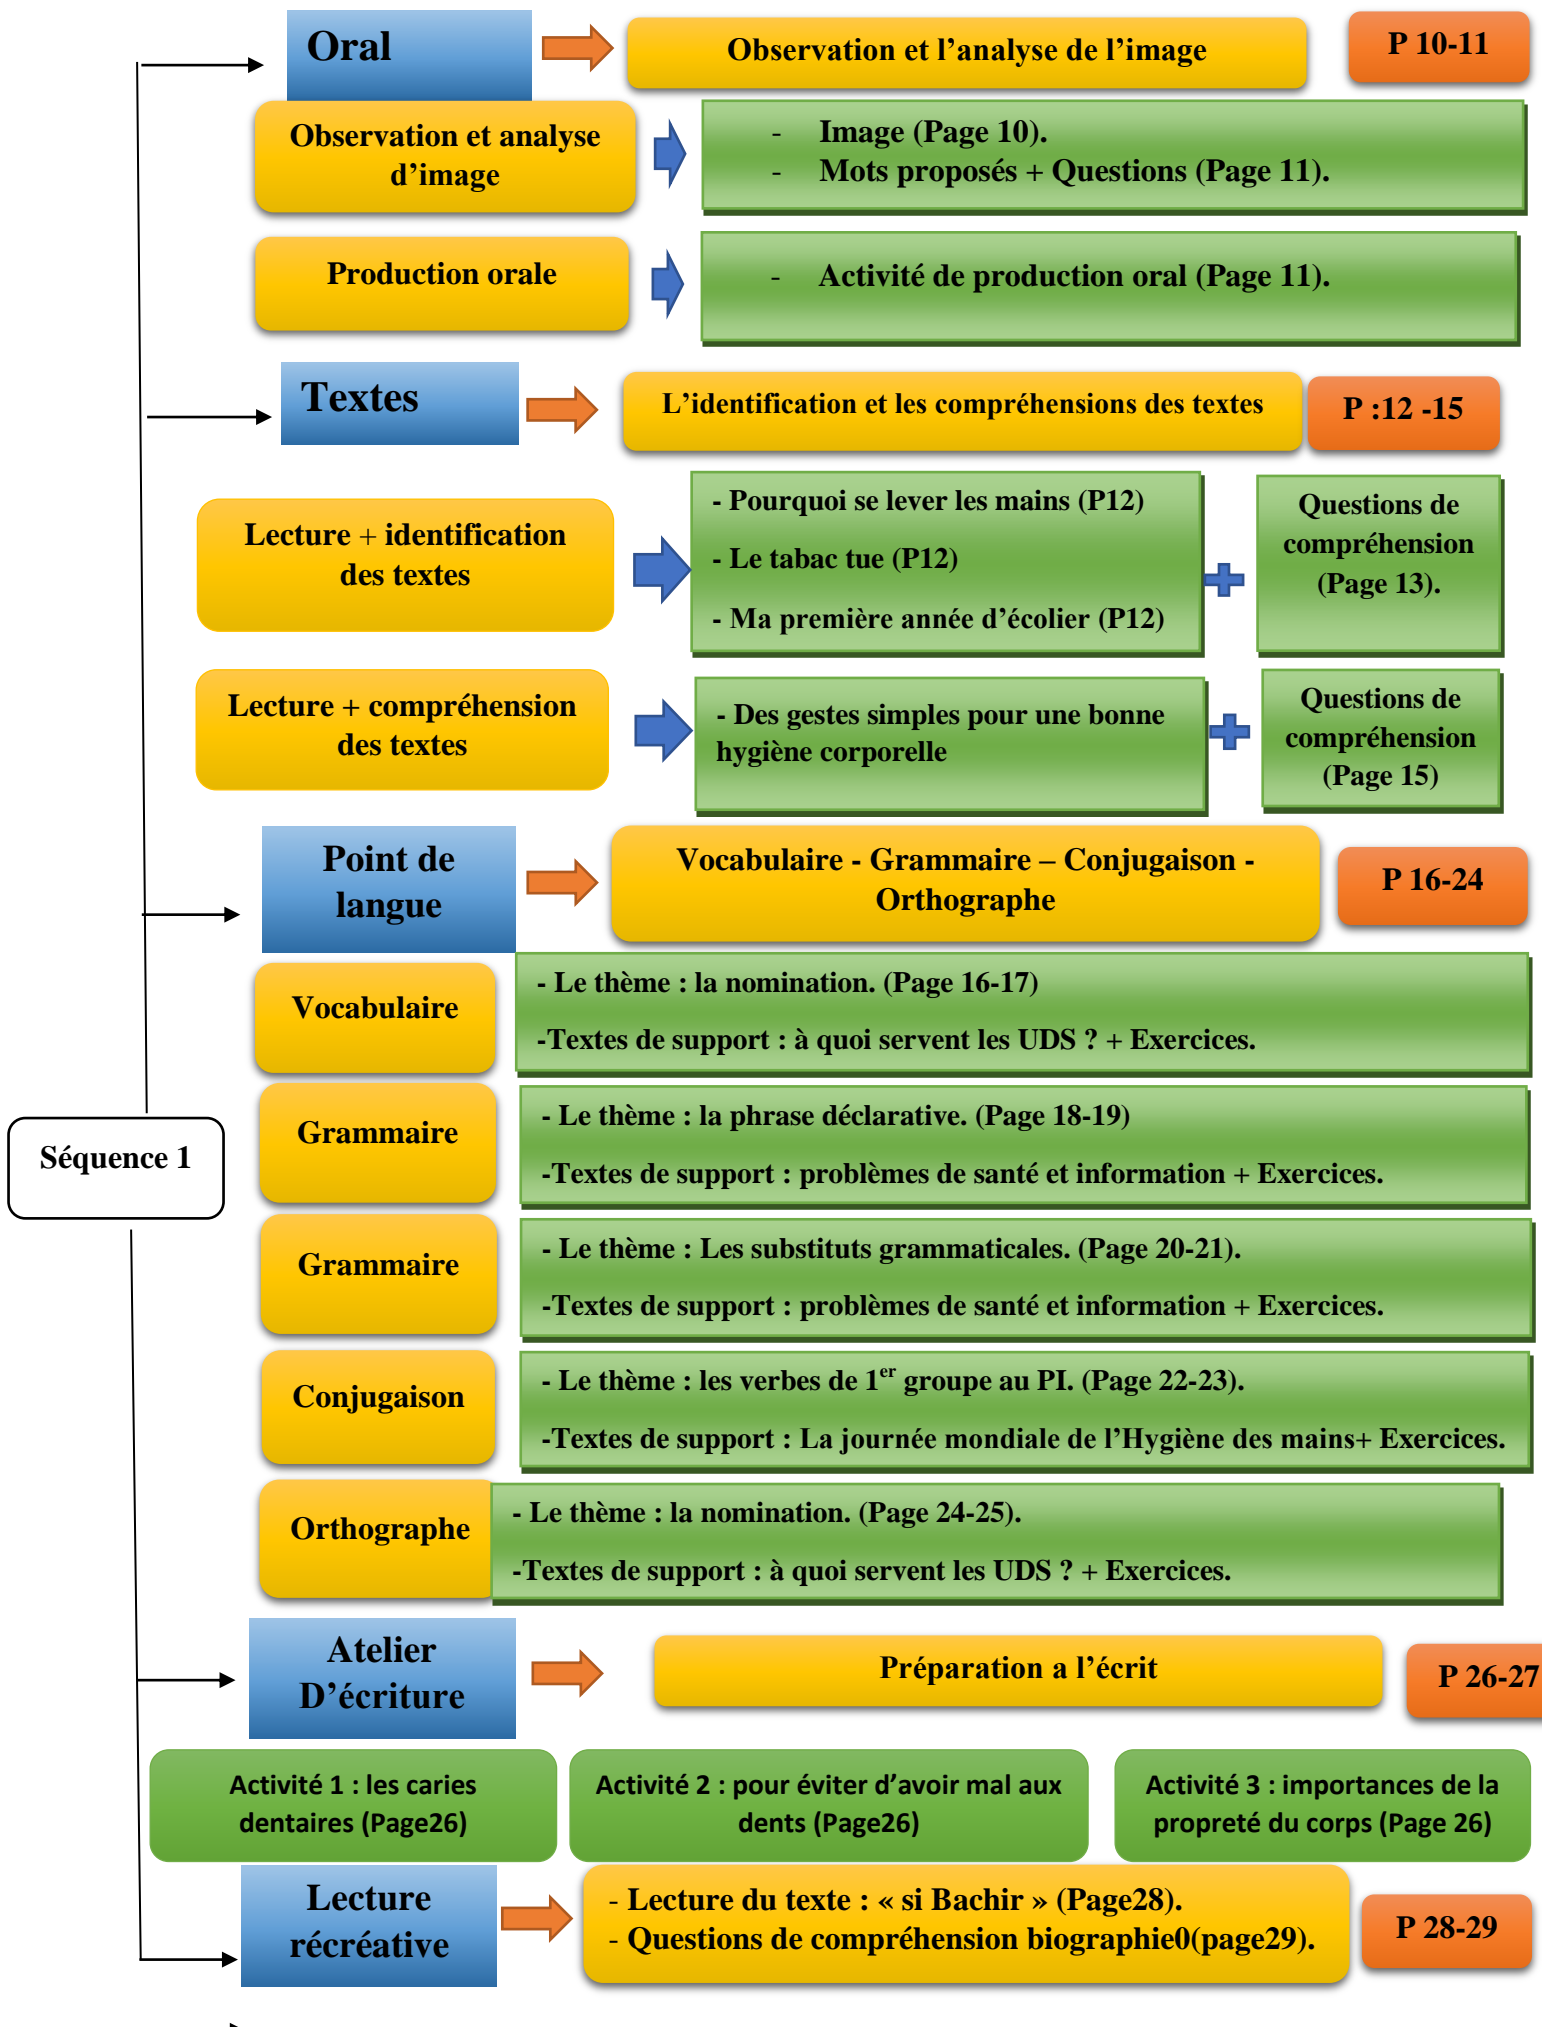 Oral
Observation et l’analyse de l’image
P 10-11
Observation et analyse
d’image
- Image (Page 10).
- Mots proposés + Questions (Page 11).
Production orale
- Activité de production oral (Page 11).
Textes
L’identification et les compréhensions des textes
P :12 -15
Lecture + identification
des textes
- Pourquoi se lever les mains (P12)
- Le tabac tue (P12)
- Ma première année d’écolier (P12)
Questions de
compréhension
(Page 13).
Lecture + compréhension
des textes
- Des gestes simples pour une bonne
hygiène corporelle
Questions de
compréhension
(Page 15)
Point de
langue
Vocabulaire - Grammaire – Conjugaison -
Orthographe
P 16-24
Vocabulaire
- Le thème : la nomination. (Page 16-17)
-Textes de support : à quoi servent les UDS ? + Exercices.
Séquence 1
Grammaire
- Le thème : la phrase déclarative. (Page 18-19)
-Textes de support : problèmes de santé et information + Exercices.
Grammaire
- Le thème : Les substituts grammaticales. (Page 20-21).
-Textes de support : problèmes de santé et information + Exercices.
Conjugaison
- Le thème : les verbes de 1er groupe au PI. (Page 22-23).
-Textes de support : La journée mondiale de l’Hygiène des mains+ Exercices.
Orthographe
- Le thème : la nomination. (Page 24-25).
-Textes de support : à quoi servent les UDS ? + Exercices.
Atelier
D’écriture
Préparation a l’écrit
P 26-27
Activité 1 : les caries
dentaires (Page26)
Activité 2 : pour éviter d’avoir mal aux
dents (Page26)
Activité 3 : importances de la
propreté du corps (Page 26)
Lecture
récréative
- Lecture du texte : « si Bachir » (Page28).
- Questions de compréhension biographie0(page29).
P 28-29